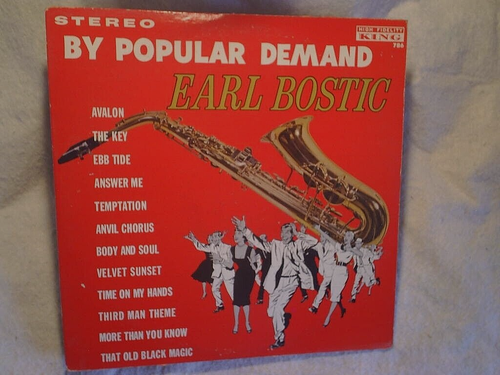 STEREO
HIGH FIDELITY
KING
786
BY POPULAR DEMAND
EARL BOSTIC
AVALON
THE KEY
EBB TIDE
ANSWER ME
TEMPTATION
ANVIL CHORUS
BODY AND SOUL
VELVET SUNSET
TIME ON MY HANDS
THIRD MAN THEME
MORE THAN YOU KNOW
THAT OLD BLACK MAGIC